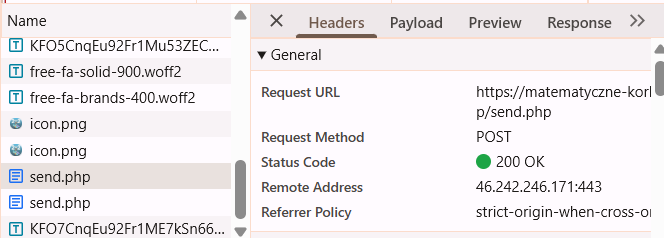 KFO5CnqEu92Fr1Mu53ZEC...
free-fa-solid-900.woff2
free-fa-brands-400.woff2
icon.png
icon.png
send.php
send.php
KFO7CnqEu92Fr1ME7kSn66...
Headers Payload Preview Response
General
Request URL https://matematyczne-korl
p/send.php
Request Method POST
Status Code 200 OK
Remote Address 46.242.246.171:443
Referrer Policy strict-origin-when-cross-or